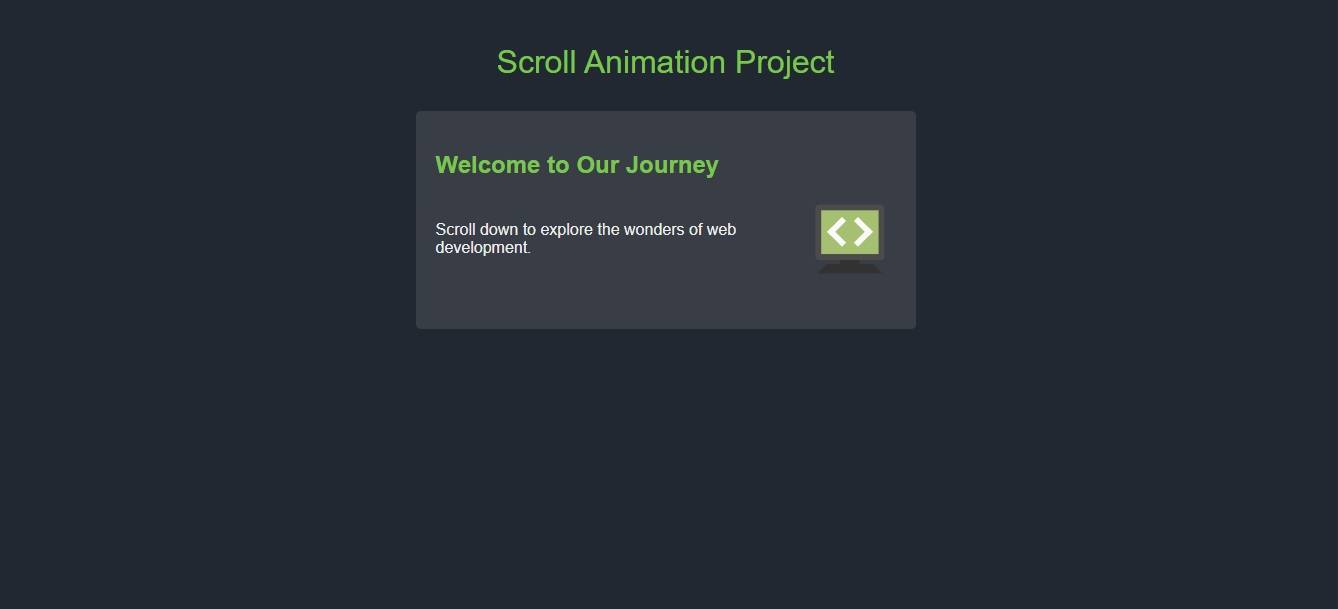 Scroll Animation Project
Welcome to Our Journey
Scroll down to explore the wonders of web
development.